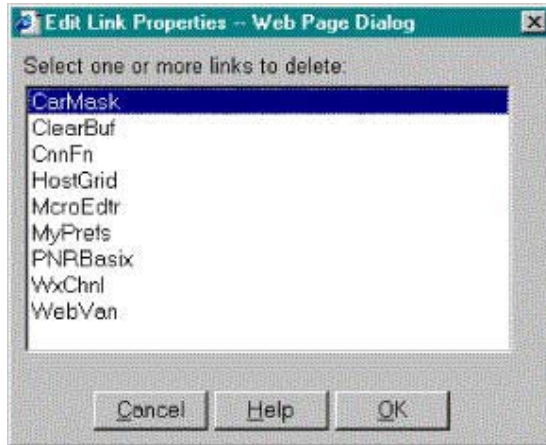 Edit Link Properties -- Web Page Dialog
Select one or more links to delete:
CarMask
ClearBuf
CnnFn
HostGrid
McroEdtr
MyPrefs
PNRBasix
WxChnl
WebVan
Cancel Help OK